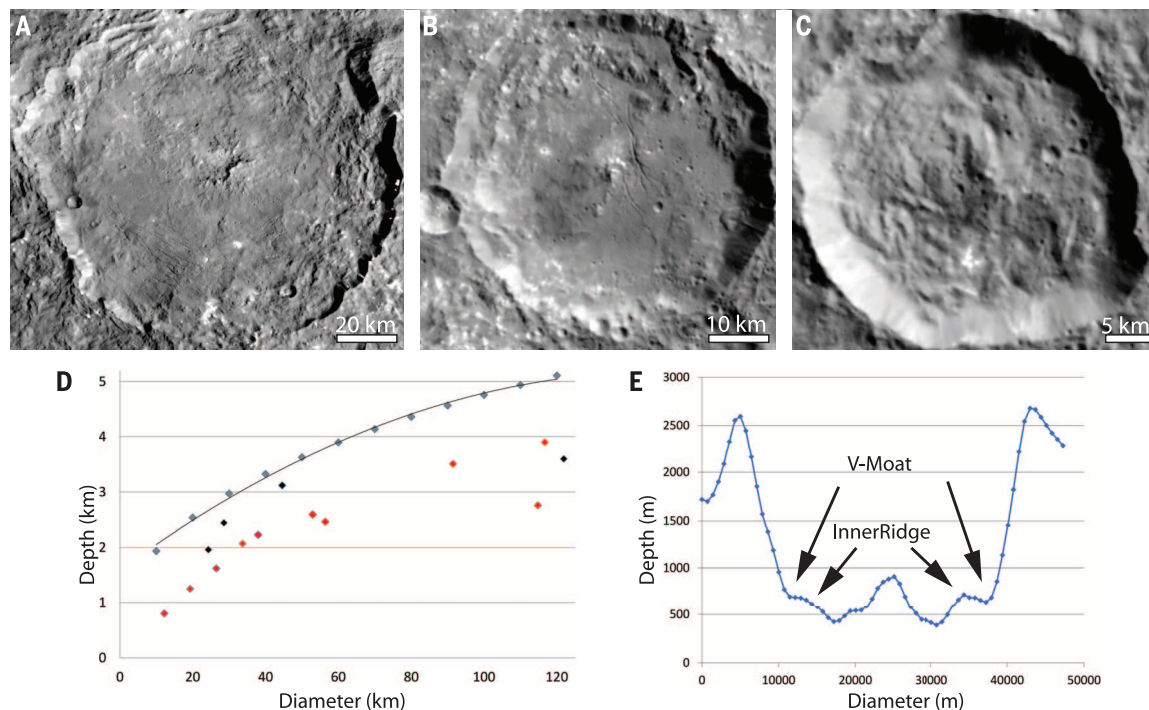 A
B
C
20 km
10 km
5 km
D
Depth (km)
5
4
3
2
1
0
0
20
40
60
80
100
120
Diameter (km)
E
Depth (m)
3000
2500
2000
1500
1000
500
0
V-Moat
InnerRidge
0
10000
20000
30000
40000
50000
Diameter (m)